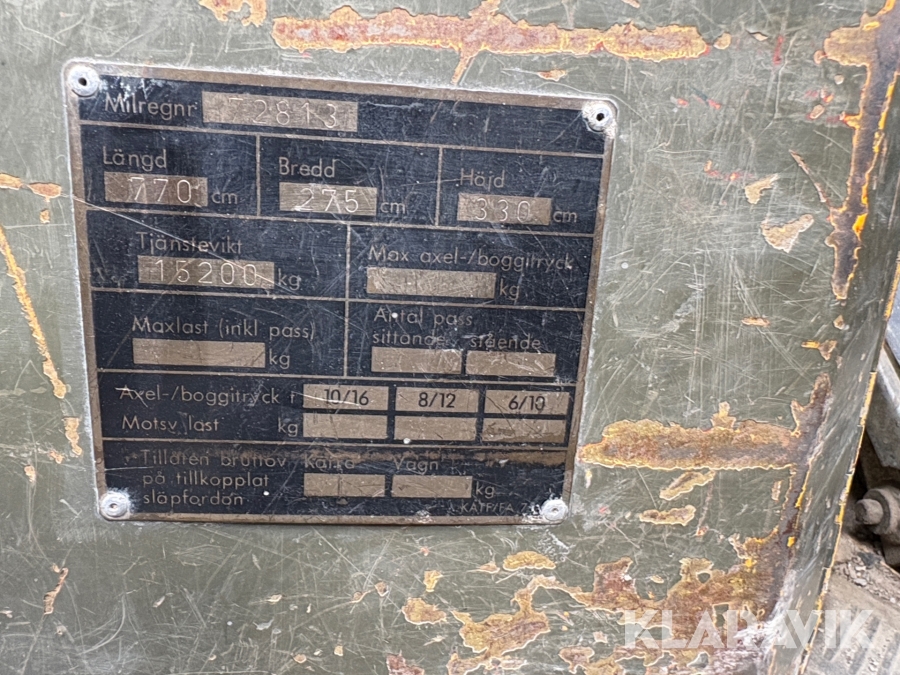 Milregnr 72813
Längd Bredd Höjd
770 cm 275 cm 330 cm
Tjänstevikt Max axel-/boggitryck
15200 kg kg
Maxlast (inkl pass) Antal pass
sittande stående
kg
Axel-/boggitryck t 10/16 8/12 6/10
Motsv last kg
Tillåten bruttov Kärra Vagn
på tillkopplat kg
släpfordon
KLARAVIK